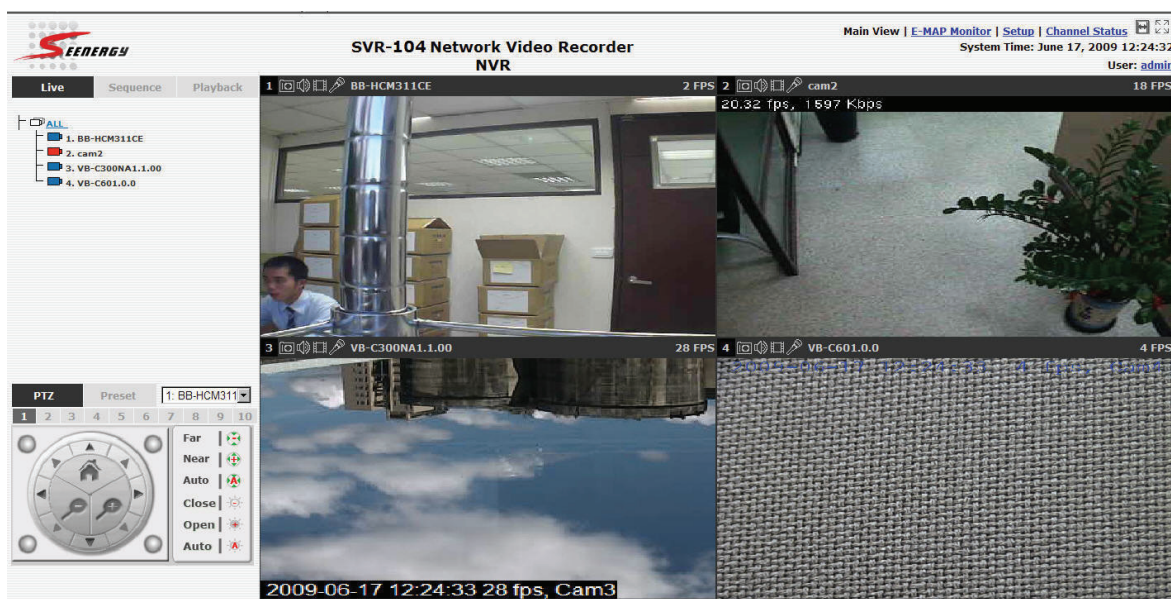 SEENERGY
SVR-104 Network Video Recorder
NVR
Main View | E-MAP Monitor | Setup | Channel Status
System Time: June 17, 2009 12:24:32
User: admin
Live Sequence Playback
ALL
1. BB-HCM311CE
2. cam2
3. VB-C300NA1.1.00
4. VB-C601.0.0
1 BB-HCM311CE 2 FPS
2 cam2 18 FPS
20.32 fps, 1597 Kbps
3 VB-C300NA1.1.00 28 FPS
4 VB-C601.0.0 4 FPS
2009-06-17 12:24:33 28 fps, Cam3
PTZ Preset 1: BB-HCM311
1 2 3 4 5 6 7 8 9 10
Far
Near
Auto
Close
Open
Auto